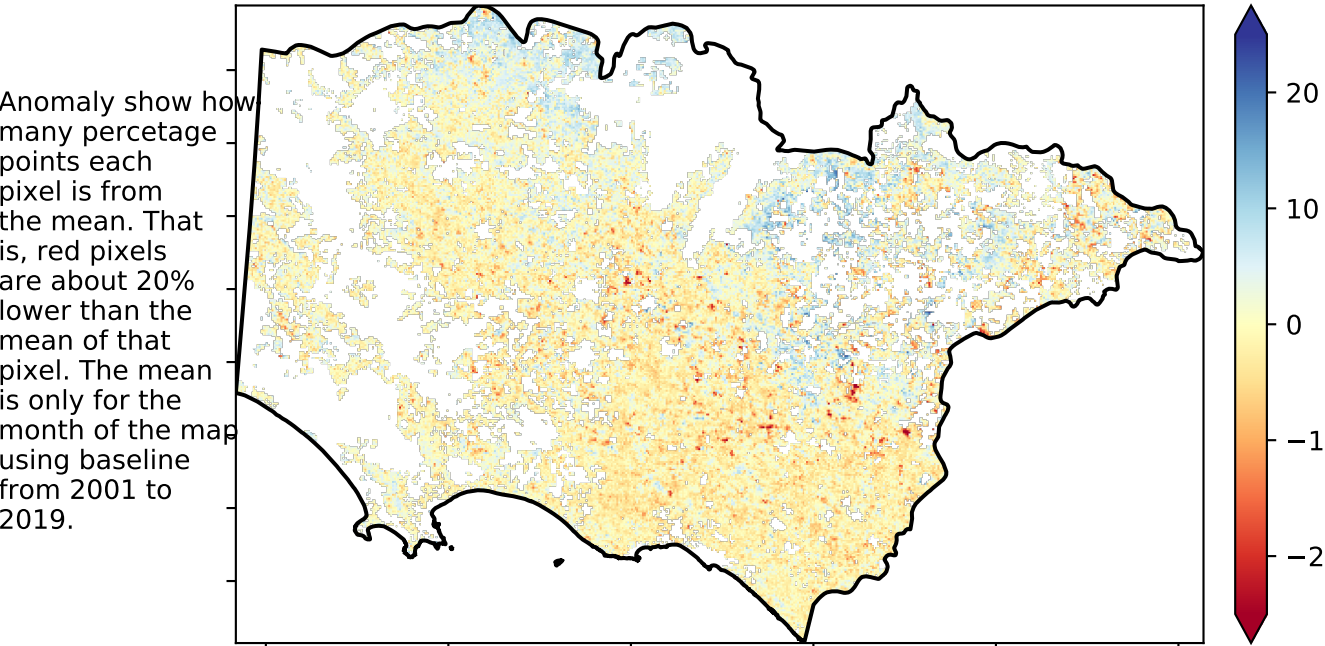 Anomaly show how
many percetage
points each
pixel is from
the mean. That
is, red pixels
are about 20%
lower than the
mean of that
pixel. The mean
is only for the
month of the map
using baseline
from 2001 to
2019.
20
10
0
−1
−2